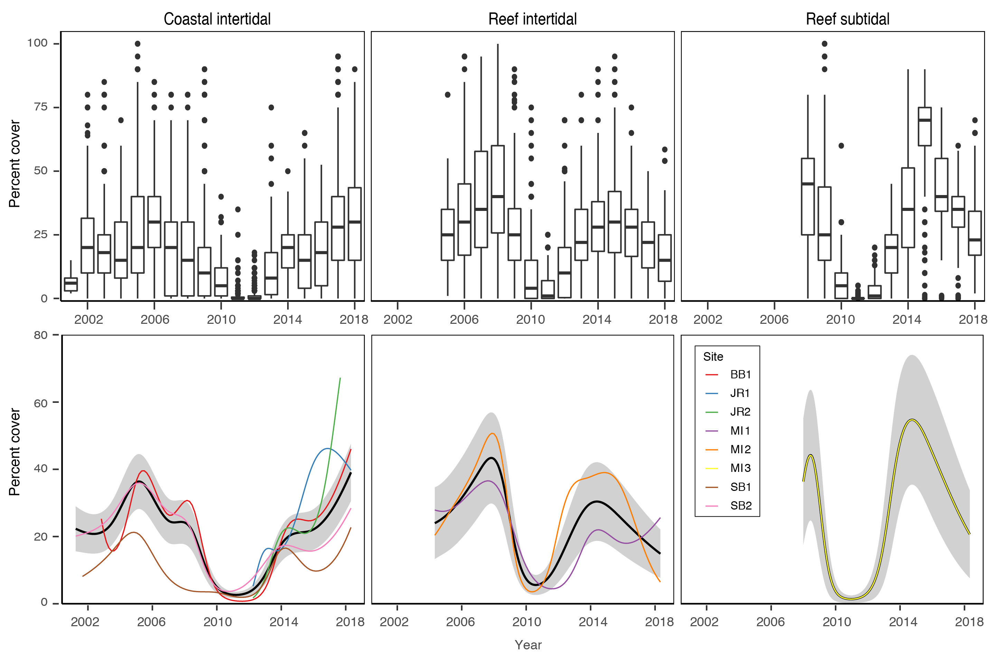 Coastal intertidal Reef intertidal Reef subtidal
Percent cover
100
75
50
25
0
2002 2006 2010 2014 2018 2002 2006 2010 2014 2018 2002 2006 2010 2014 2018
Percent cover
80
60
40
20
0
Site
BB1
JR1
JR2
MI1
MI2
MI3
SB1
SB2
2002 2006 2010 2014 2018 2002 2006 2010 2014 2018 2002 2006 2010 2014 2018
Year